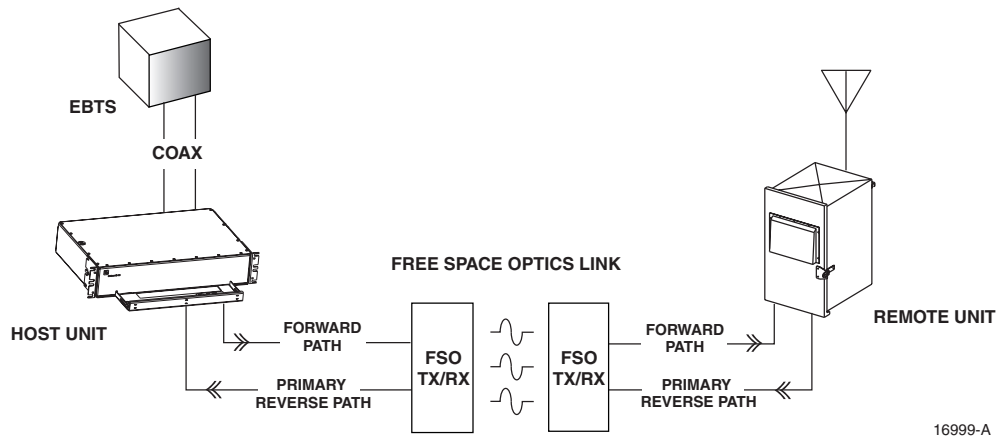 EBTS
COAX
FREE SPACE OPTICS LINK
HOST UNIT
REMOTE UNIT
FORWARD
PATH
FSO
TX/RX
FSO
TX/RX
FORWARD
PATH
PRIMARY
REVERSE PATH
PRIMARY
REVERSE PATH
16999-A